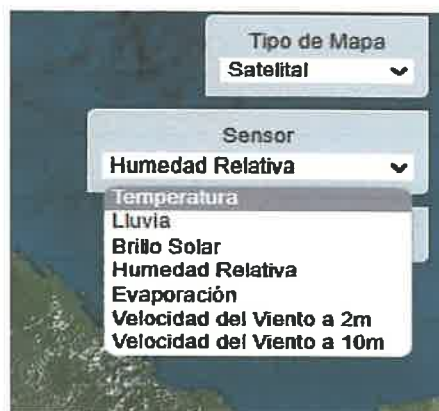 Tipo de Mapa
Satelital
Sensor
Humedad Relativa
Temperatura
Lluvia
Brillo Solar
Humedad Relativa
Evaporación
Velocidad del Viento a 2m
Velocidad del Viento a 10m